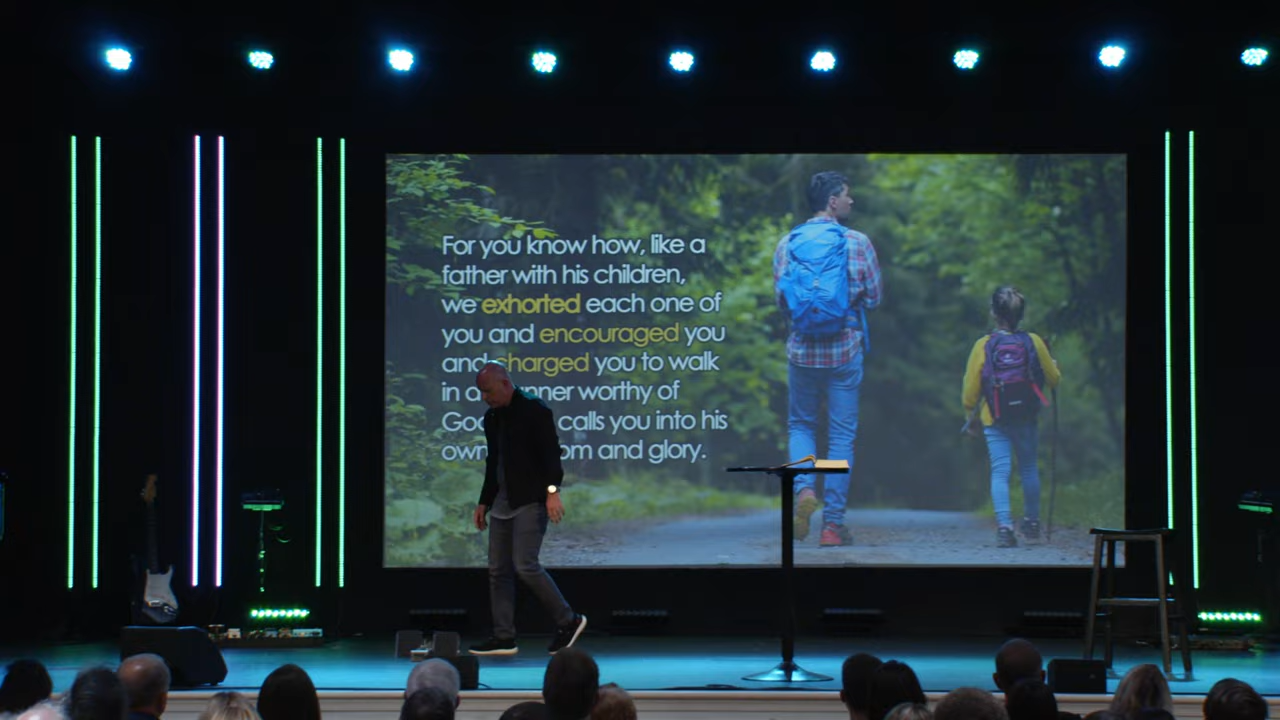 For you know how, like a
father with his children,
we exhorted each one of
you and encouraged you
and charged you to walk
in a worthy of
calls you into his
own and glory.